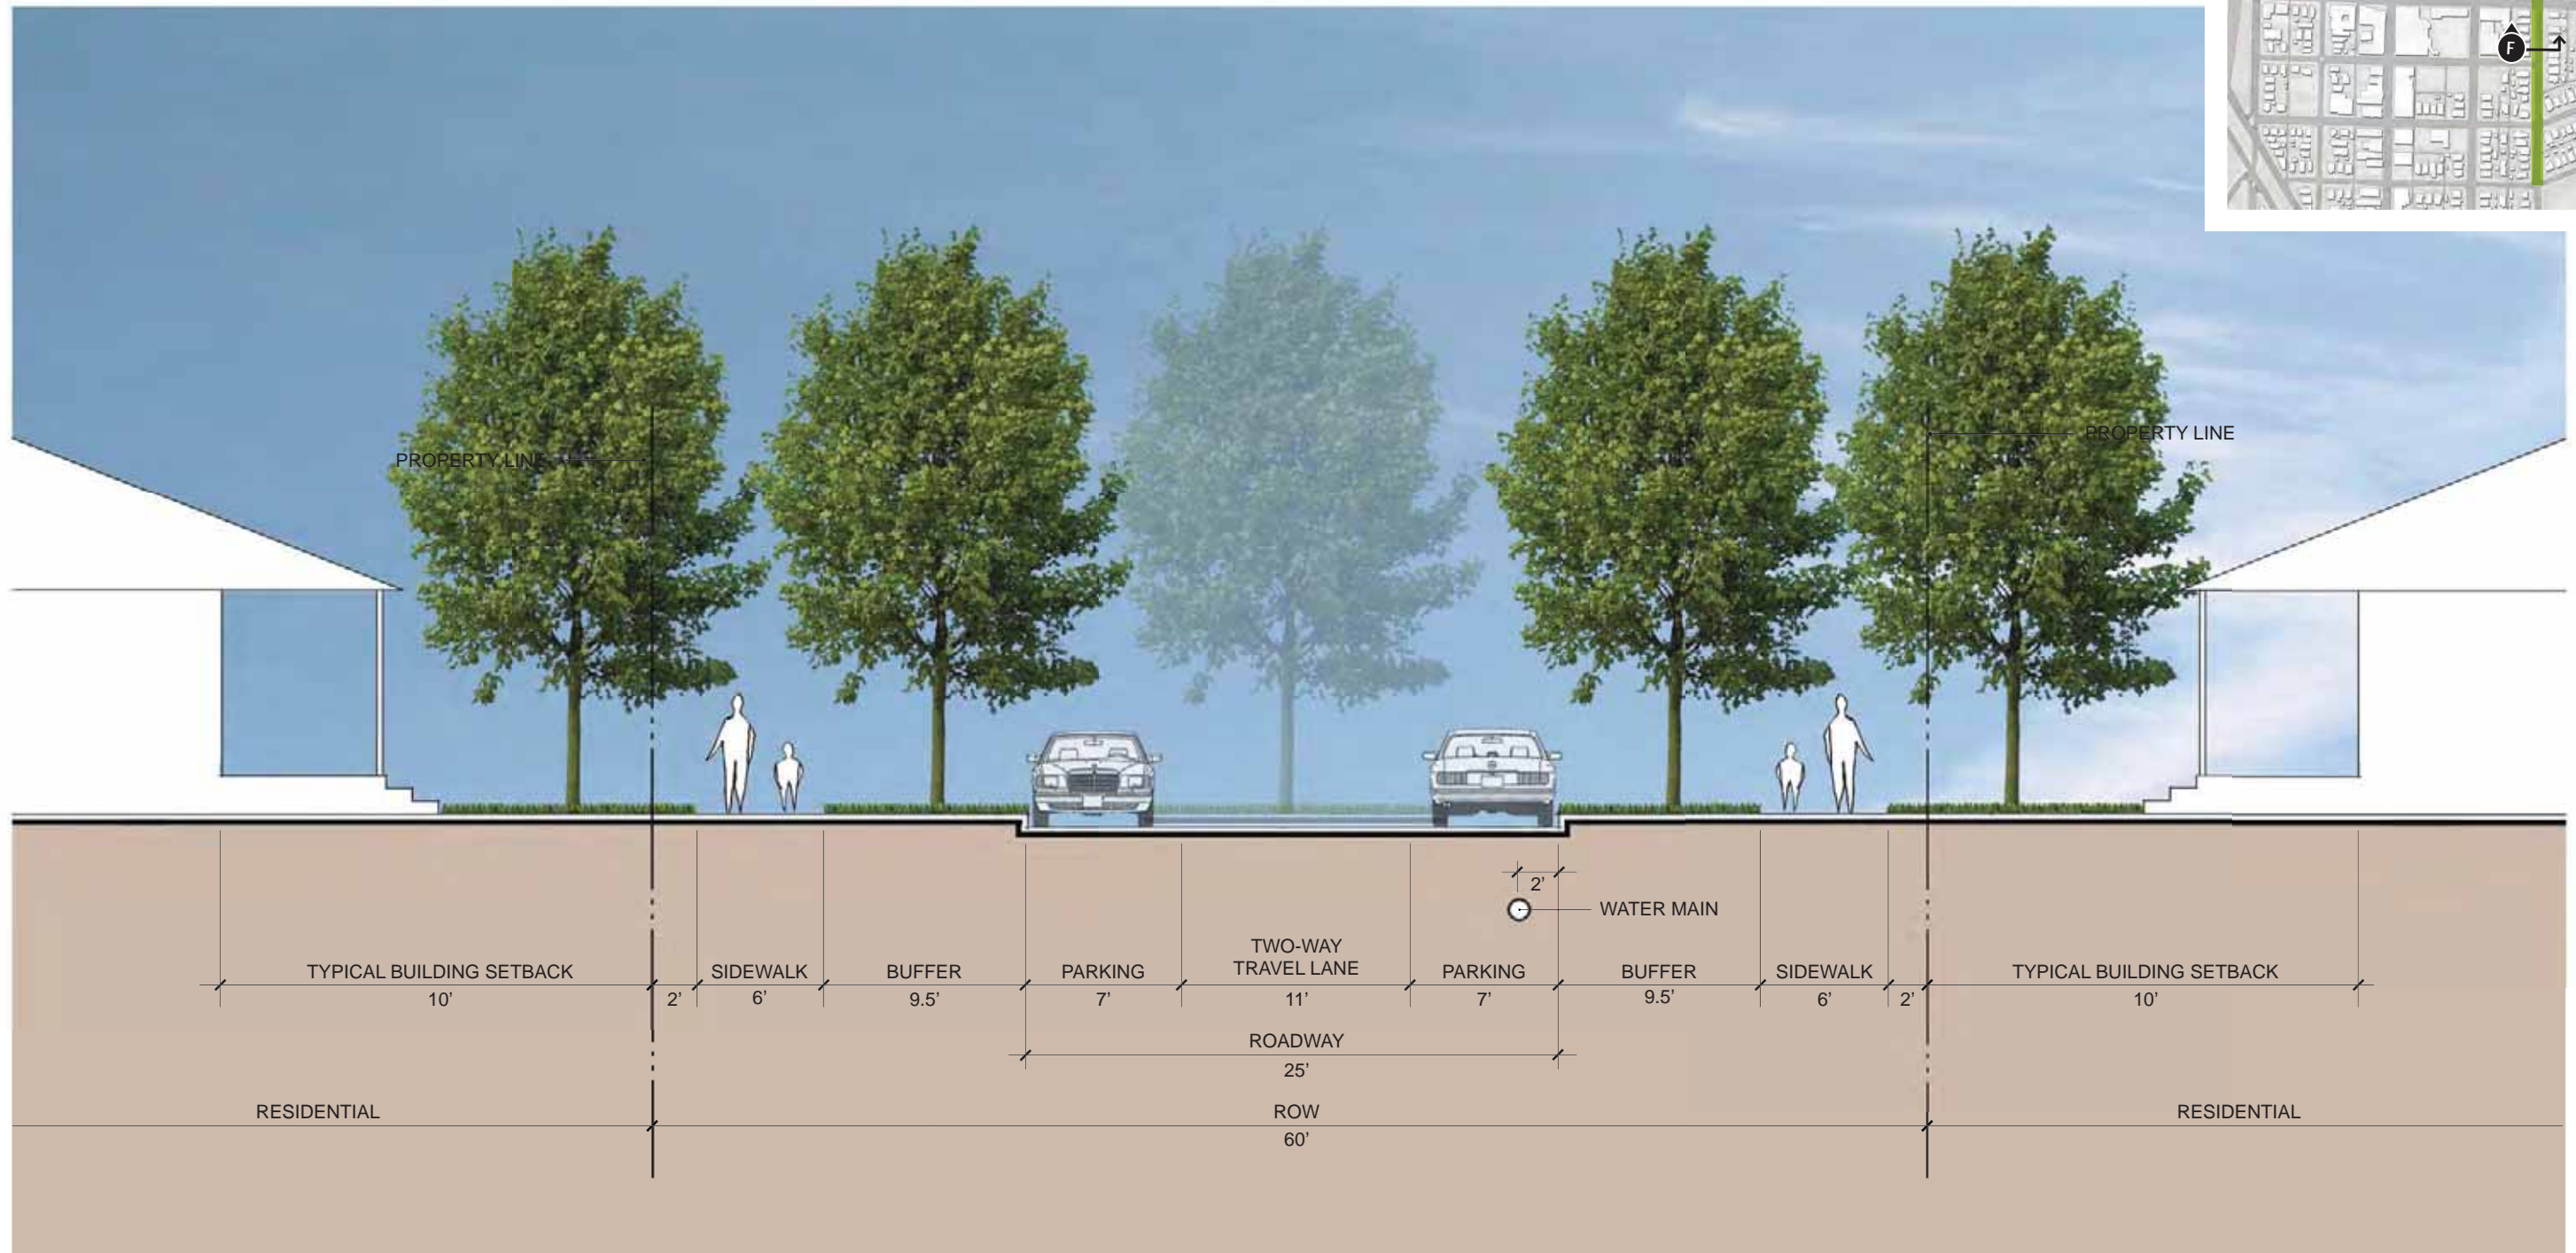 F
PROPERTY LINE
PROPERTY LINE
2’
WATER MAIN
TYPICAL BUILDING SETBACK
10’
2’
SIDEWALK
6’
BUFFER
9.5’
PARKING
7’
TWO-WAY
TRAVEL LANE
11’
PARKING
7’
BUFFER
9.5’
SIDEWALK
6’
2’
TYPICAL BUILDING SETBACK
10’
ROADWAY
25’
RESIDENTIAL
ROW
60’
RESIDENTIAL